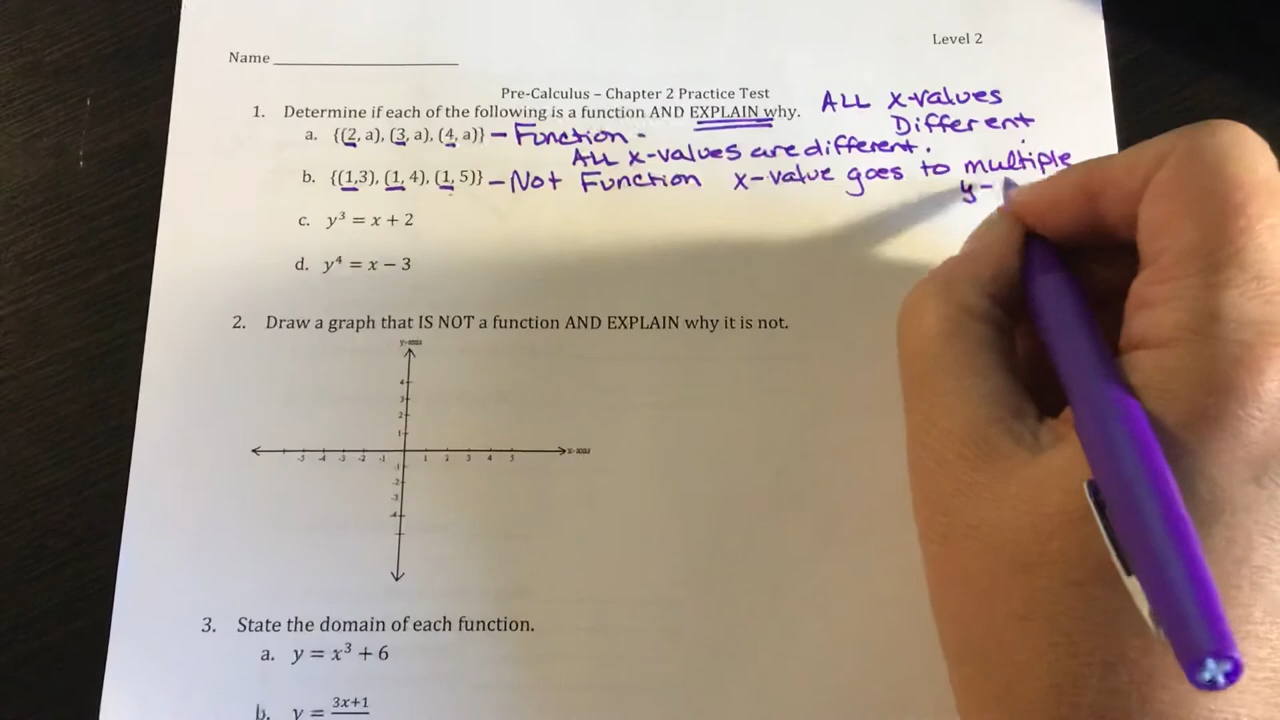 Level 2
Name
Pre-Calculus – Chapter 2 Practice Test
1. Determine if each of the following is a function AND EXPLAIN why. ALL x-values
Different
a. {(2, a), (3, a), (4, a)} – Function -
ALL x-values are different.
b. {(1,3), (1, 4), (1, 5)} – Not Function x-value goes to multiple
y-
c. y³ = x + 2
d. y⁴ = x − 3
2. Draw a graph that IS NOT a function AND EXPLAIN why it is not.
y-axis
4
3
2
1
-5 -4 -3 -2 -1 1 2 3 4 5 x-axis
-1
-2
-3
-4
3. State the domain of each function.
a. y = x³ + 6
b. y = 3x+1